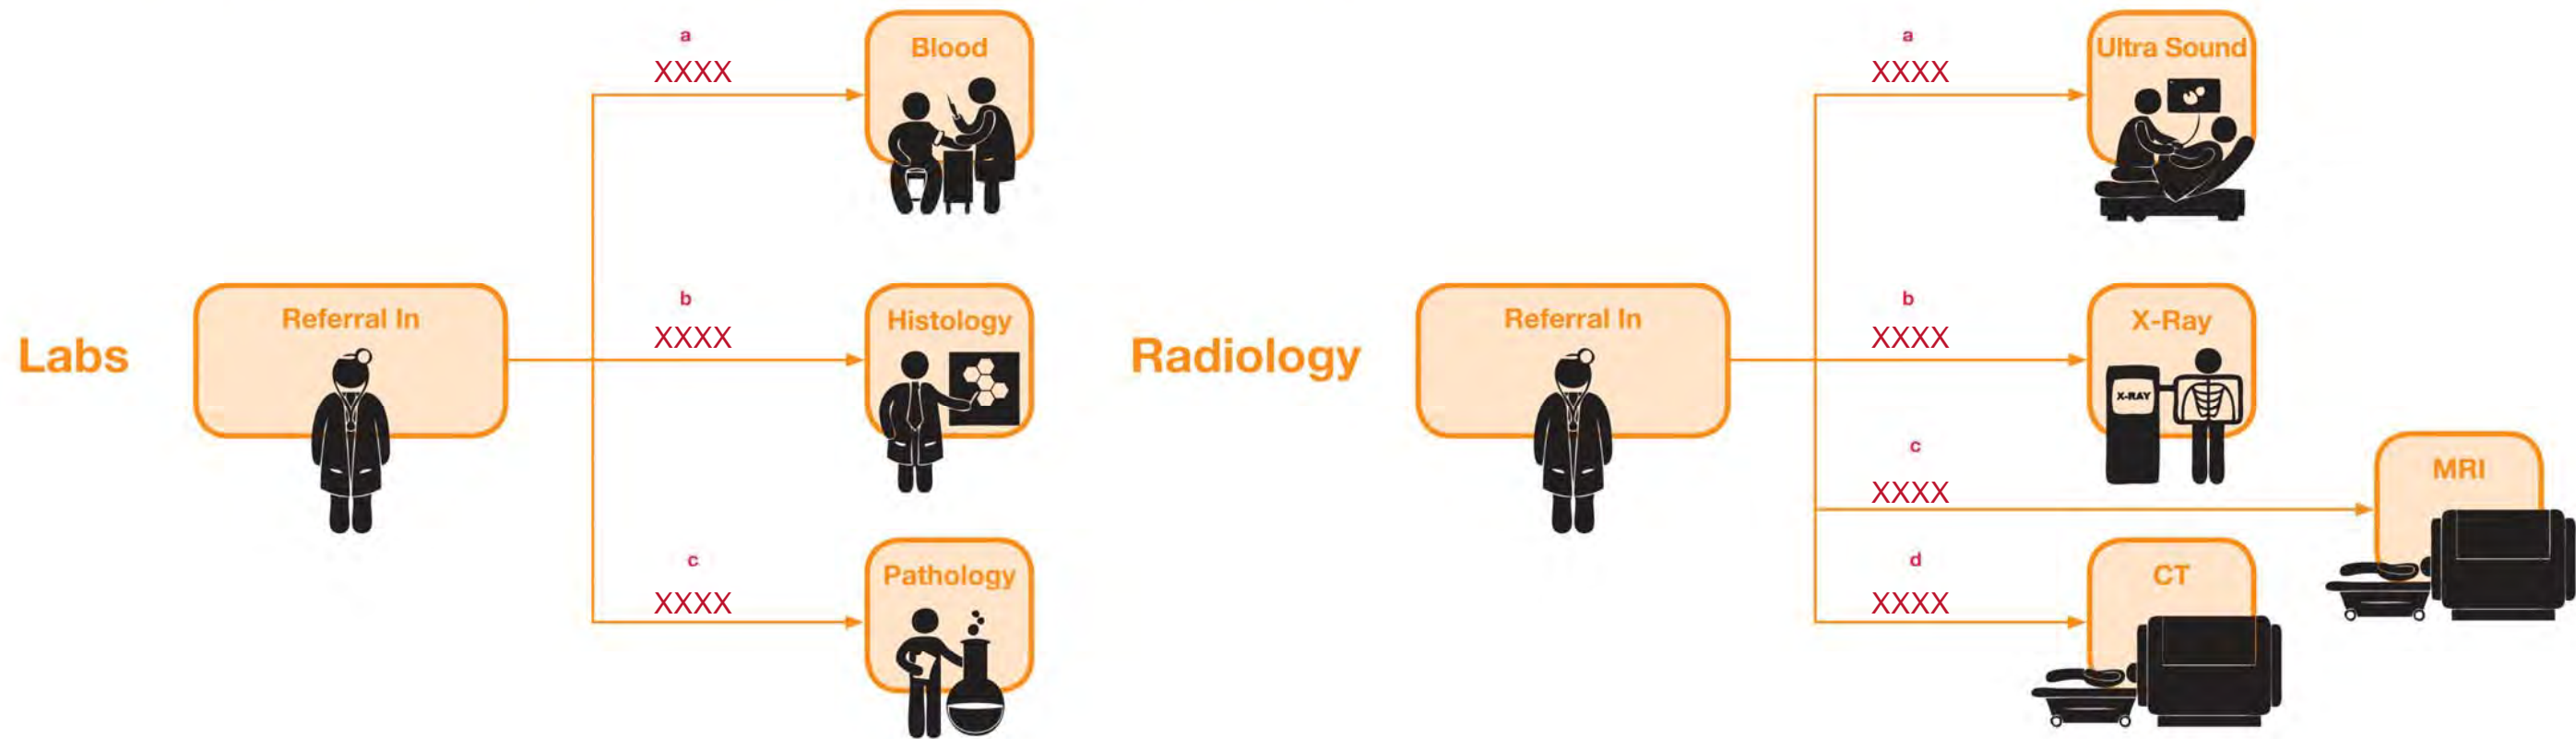 Labs
Referral In
a
XXXX
Blood
b
XXXX
Histology
c
XXXX
Pathology
Radiology
Referral In
a
XXXX
Ultra Sound
b
XXXX
X-Ray
X-RAY
c
XXXX
MRI
d
XXXX
CT